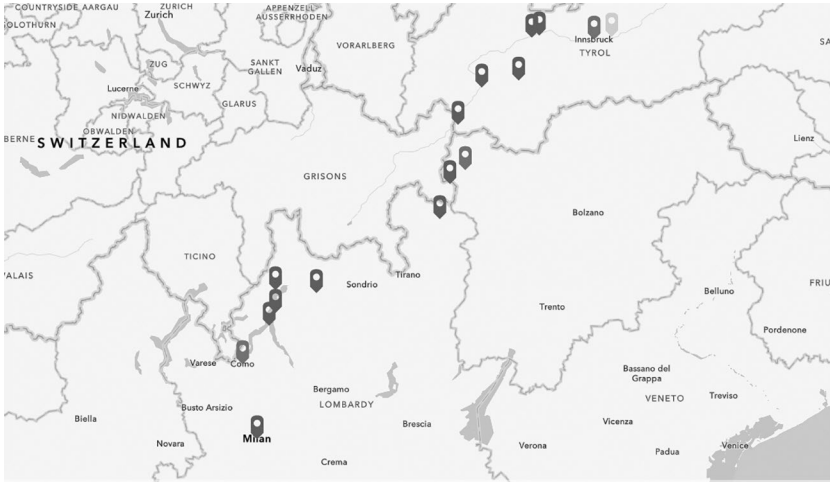 COUNTRYSIDE AARGAU
ZURICH
Zurich
APPENZELL-
AUSSERRHODEN
SOLOTHURN
VORARLBERG
Innsbruck
TYROL
SA
ZUG
SANKT
GALLEN
Vaduz
Lucerne
SCHWYZ
GLARUS
NIDWALDEN
OBWALDEN
BERNE
SWITZERLAND
Lienz
GRISONS
Bolzano
TICINO
VALAIS
Tirano
Sondrio
Belluno
FRIU
Trento
Pordenone
Varese
Como
Bassano del
Grappa
Bergamo
LOMBARDY
VENETO
Treviso
Busto Arsizio
Biella
Brescia
Vicenza
Milan
Novara
Verona
Venice
Padua
Crema